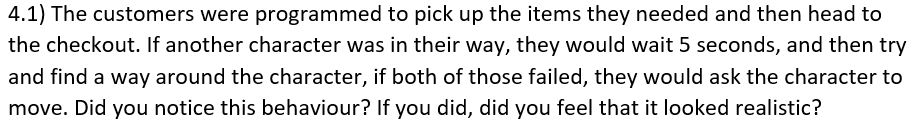 4.1) The customers were programmed to pick up the items they needed and then head to
the checkout. If another character was in their way, they would wait 5 seconds, and then try
and find a way around the character, if both of those failed, they would ask the character to
move. Did you notice this behaviour? If you did, did you feel that it looked realistic?